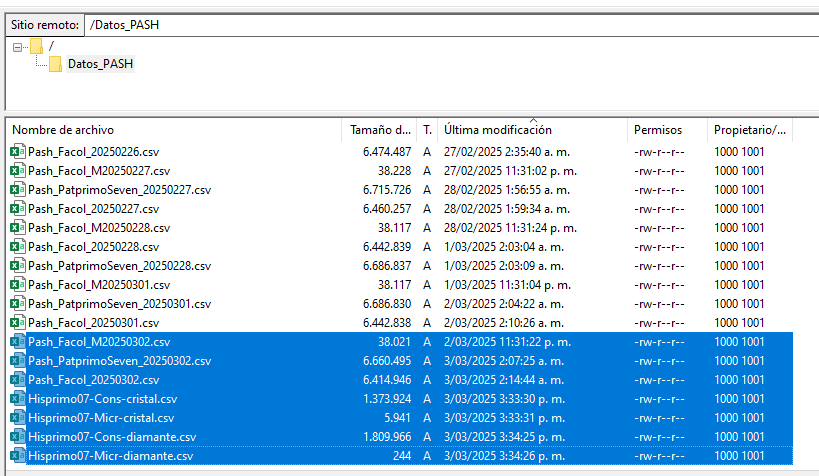 Sitio remoto: /Datos_PASH
/
Datos_PASH
Nombre de archivo Tamaño d... T. Última modificación Permisos Propietario/...
Pash_Facol_20250226.csv 6.474.487 A 27/02/2025 2:35:40 a. m. -rw-r--r-- 1000 1001
Pash_Facol_M20250227.csv 38.228 A 27/02/2025 11:31:02 p. m. -rw-r--r-- 1000 1001
Pash_PatprimoSeven_20250227.csv 6.715.726 A 28/02/2025 1:56:55 a. m. -rw-r--r-- 1000 1001
Pash_Facol_20250227.csv 6.460.257 A 28/02/2025 1:59:34 a. m. -rw-r--r-- 1000 1001
Pash_Facol_M20250228.csv 38.117 A 28/02/2025 11:31:24 p. m. -rw-r--r-- 1000 1001
Pash_Facol_20250228.csv 6.442.839 A 1/03/2025 2:03:04 a. m. -rw-r--r-- 1000 1001
Pash_PatprimoSeven_20250228.csv 6.686.837 A 1/03/2025 2:03:09 a. m. -rw-r--r-- 1000 1001
Pash_Facol_M20250301.csv 38.117 A 1/03/2025 11:31:04 p. m. -rw-r--r-- 1000 1001
Pash_PatprimoSeven_20250301.csv 6.686.830 A 2/03/2025 2:04:22 a. m. -rw-r--r-- 1000 1001
Pash_Facol_20250301.csv 6.442.838 A 2/03/2025 2:10:26 a. m. -rw-r--r-- 1000 1001
Pash_Facol_M20250302.csv 38.021 A 2/03/2025 11:31:22 p. m. -rw-r--r-- 1000 1001
Pash_PatprimoSeven_20250302.csv 6.660.495 A 3/03/2025 2:07:25 a. m. -rw-r--r-- 1000 1001
Pash_Facol_20250302.csv 6.414.946 A 3/03/2025 2:14:44 a. m. -rw-r--r-- 1000 1001
Hisprimo07-Cons-cristal.csv 1.373.924 A 3/03/2025 3:33:30 p. m. -rw-r--r-- 1000 1001
Hisprimo07-Micr-cristal.csv 5.941 A 3/03/2025 3:33:31 p. m. -rw-r--r-- 1000 1001
Hisprimo07-Cons-diamante.csv 1.809.966 A 3/03/2025 3:34:25 p. m. -rw-r--r-- 1000 1001
Hisprimo07-Micr-diamante.csv 244 A 3/03/2025 3:34:26 p. m. -rw-r--r-- 1000 1001